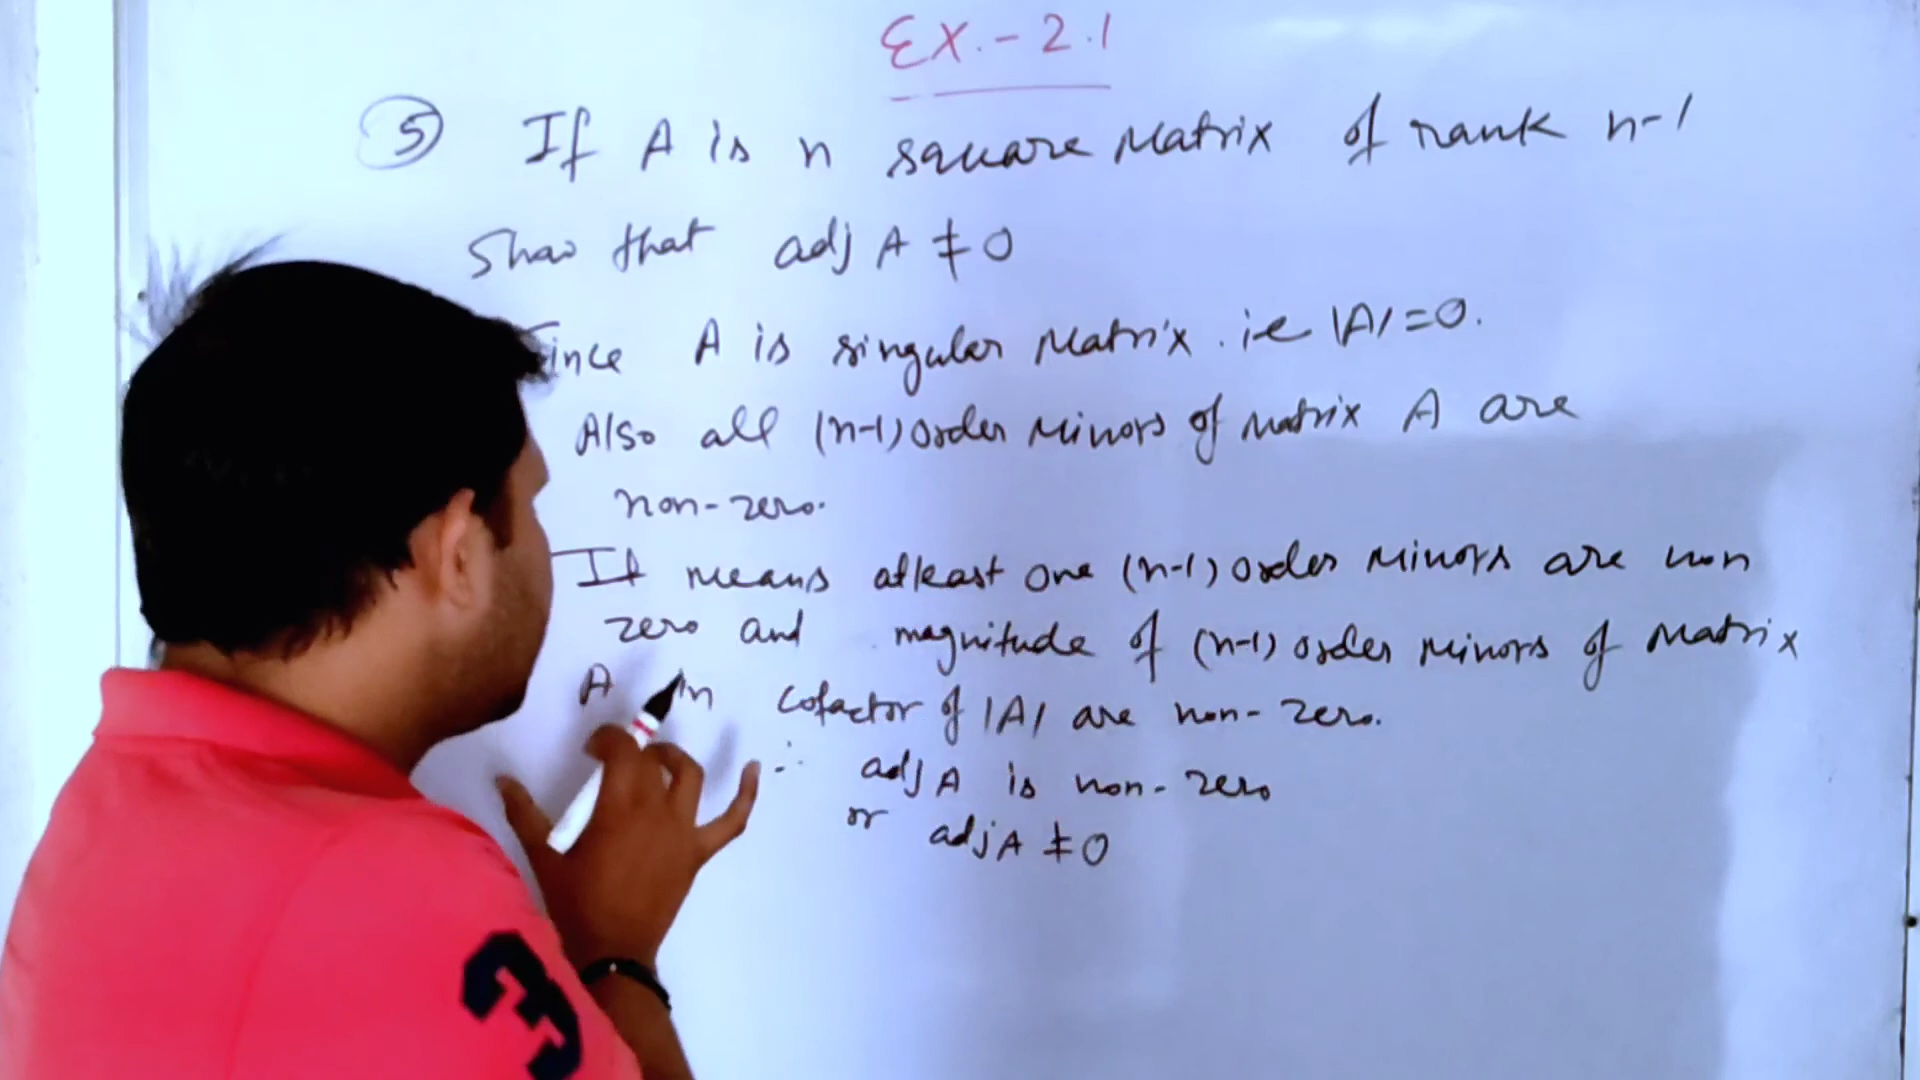 Ex.-2.1
5 If A is n square Matrix of rank n-1
Show that adj A ≠ 0
Since A is singular Matrix. i.e |A|=0.
Also all (n-1) order minors of matrix A are
non-zero.
It means atleast one (n-1) order minors are non
zero and magnitude of (n-1) order minors of Matrix
A in cofactor of |A| are non-zero.
∴ adj A is non-zero
or adj A ≠ 0
3